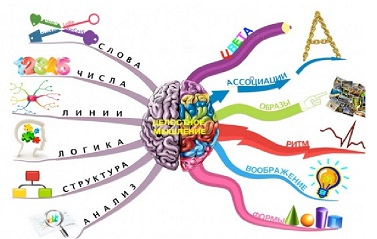 СЛОВА
ЧИСЛА
ЛИНИИ
ЛОГИКА
СТРУКТУРА
АНАЛИЗ
ЦЕЛОСТНОЕ
МЫШЛЕНИЕ
ЦВЕТА
АССОЦИАЦИИ
ОБРАЗЫ
РИТМ
ВООБРАЖЕНИЕ
ФОРМЫ